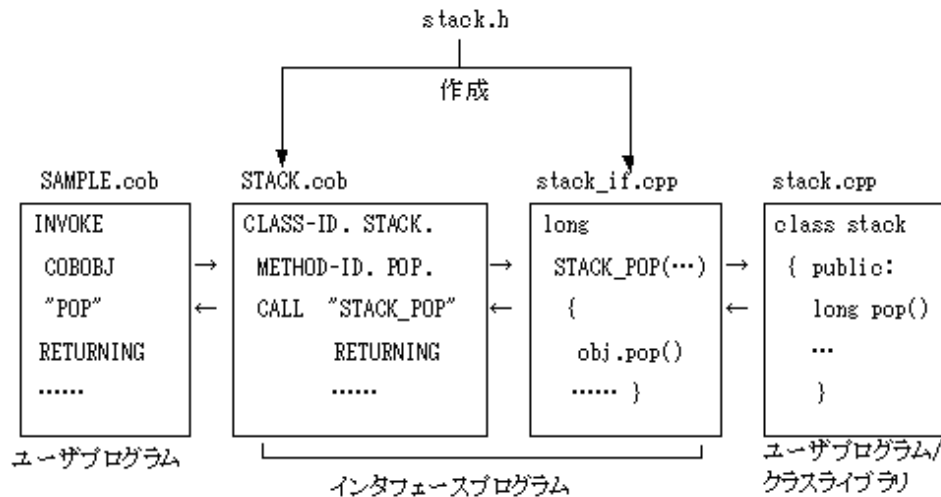 stack.h
作成
SAMPLE.cob
INVOKE
COBOBJ
"POP"
RETURNING
……
ユーザプログラム
STACK.cob
CLASS-ID. STACK.
METHOD-ID. POP.
CALL "STACK_POP"
RETURNING
……
stack_if.cpp
long
STACK_POP(…)
{
obj.pop()
…… }
インタフェースプログラム
stack.cpp
class stack
{ public:
long pop()
…
}
ユーザプログラム/
クラスライブラリ